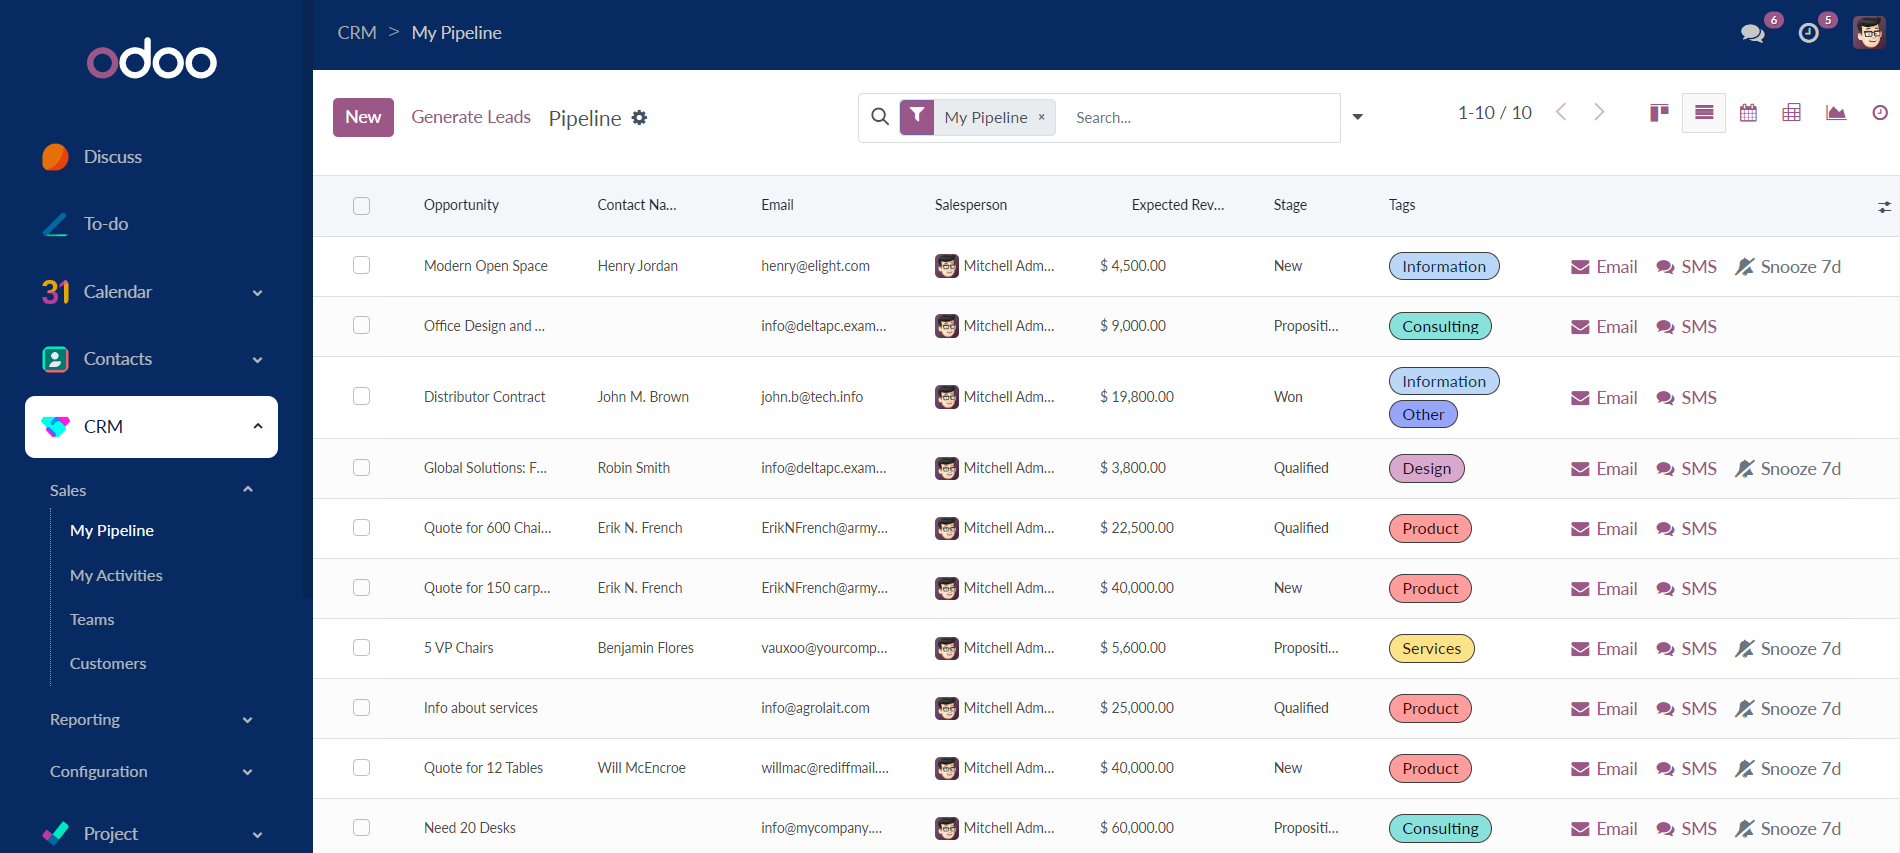 odoo
Discuss
To-do
31 Calendar
Contacts
CRM
Sales
My Pipeline
My Activities
Teams
Customers
Reporting
Configuration
Project
CRM > My Pipeline
6
5
New Generate Leads Pipeline
My Pipeline × Search...
1-10 / 10
Opportunity Contact Na... Email Salesperson Expected Rev... Stage Tags
Modern Open Space Henry Jordan henry@elight.com Mitchell Adm... $ 4,500.00 New Information Email SMS Snooze 7d
Office Design and ... info@deltapc.exam... Mitchell Adm... $ 9,000.00 Propositi... Consulting Email SMS
Distributor Contract John M. Brown john.b@tech.info Mitchell Adm... $ 19,800.00 Won Information Other Email SMS
Global Solutions: F... Robin Smith info@deltapc.exam... Mitchell Adm... $ 3,800.00 Qualified Design Email SMS Snooze 7d
Quote for 600 Chai... Erik N. French ErikNFrench@army... Mitchell Adm... $ 22,500.00 Qualified Product Email SMS
Quote for 150 carp... Erik N. French ErikNFrench@army... Mitchell Adm... $ 40,000.00 New Product Email SMS
5 VP Chairs Benjamin Flores vauxoo@yourcomp... Mitchell Adm... $ 5,600.00 Propositi... Services Email SMS Snooze 7d
Info about services info@agrolait.com Mitchell Adm... $ 25,000.00 Qualified Product Email SMS Snooze 7d
Quote for 12 Tables Will McEncroe willmac@rediffmail.... Mitchell Adm... $ 40,000.00 New Product Email SMS Snooze 7d
Need 20 Desks info@mycompany.... Mitchell Adm... $ 60,000.00 Propositi... Consulting Email SMS Snooze 7d